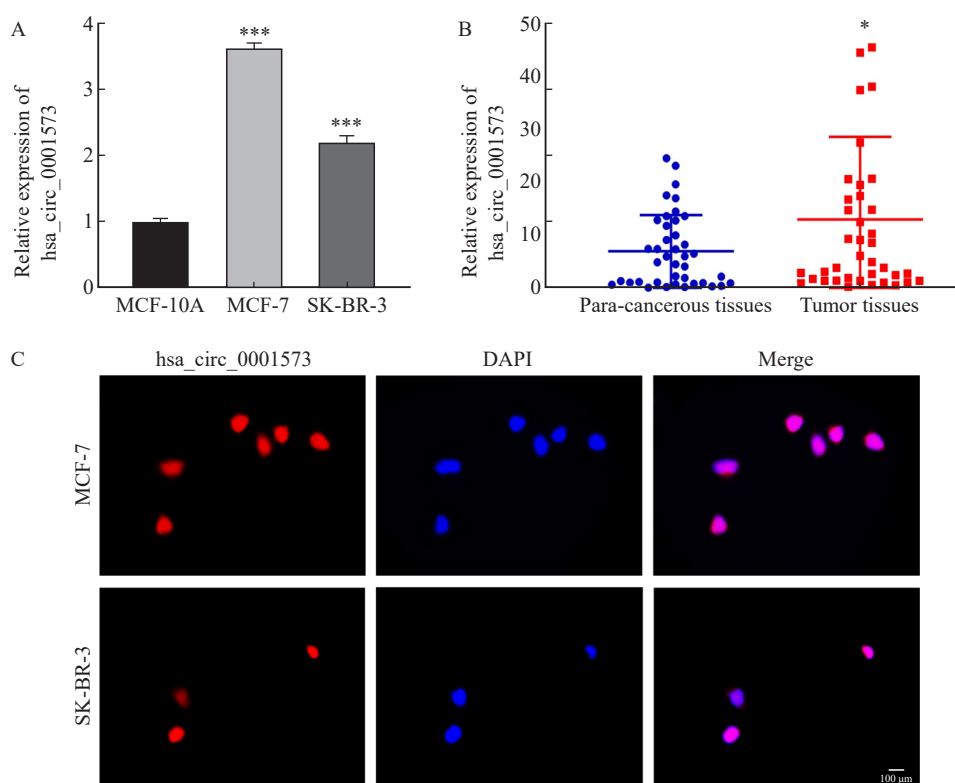 A
Relative expression of
hsa_circ_0001573
4
3
2
1
0
***
***
MCF-10A
MCF-7
SK-BR-3
B
Relative expression of
hsa_circ_0001573
50
40
30
20
10
0
*
Para-cancerous tissues
Tumor tissues
C
hsa_circ_0001573
DAPI
Merge
MCF-7
SK-BR-3
100 μm